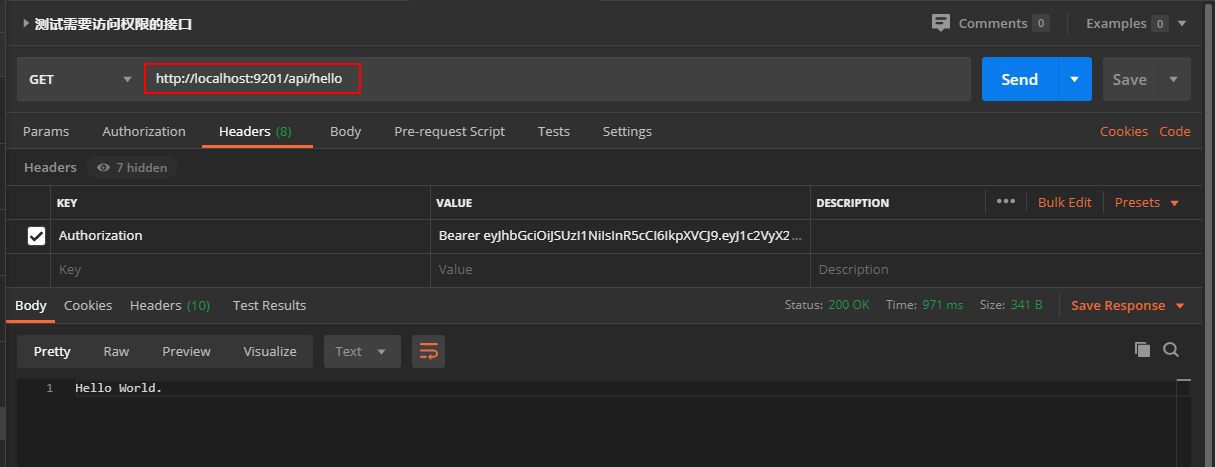 测试需要访问权限的接口
Comments 0
Examples 0
GET
http://localhost:9201/api/hello
Send
Save
Params Authorization Headers (8) Body Pre-request Script Tests Settings Cookies Code
Headers 7 hidden
KEY VALUE DESCRIPTION ••• Bulk Edit Presets
Authorization Bearer eyJhbGciOiJSUzI1NiIsInR5cCI6IkpXVCJ9.eyJ1c2VyX2...
Key Value Description
Body Cookies Headers (10) Test Results Status: 200 OK Time: 971 ms Size: 341 B Save Response
Pretty Raw Preview Visualize Text
1 Hello World.